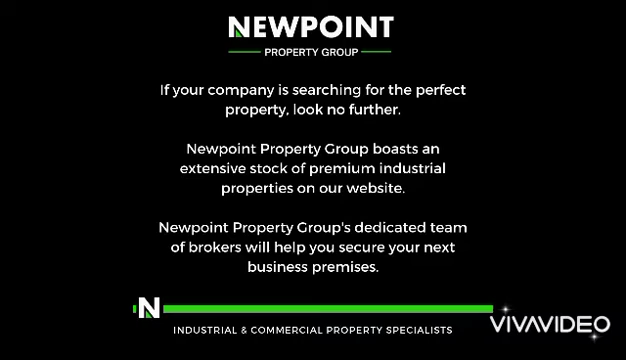 NEWPOINT
PROPERTY GROUP
If your company is searching for the perfect
property, look no further.
Newpoint Property Group boasts an
extensive stock of premium industrial
properties on our website.
Newpoint Property Group's dedicated team
of brokers will help you secure your next
business premises.
N
INDUSTRIAL & COMMERCIAL PROPERTY SPECIALISTS
VIVAVIDEO